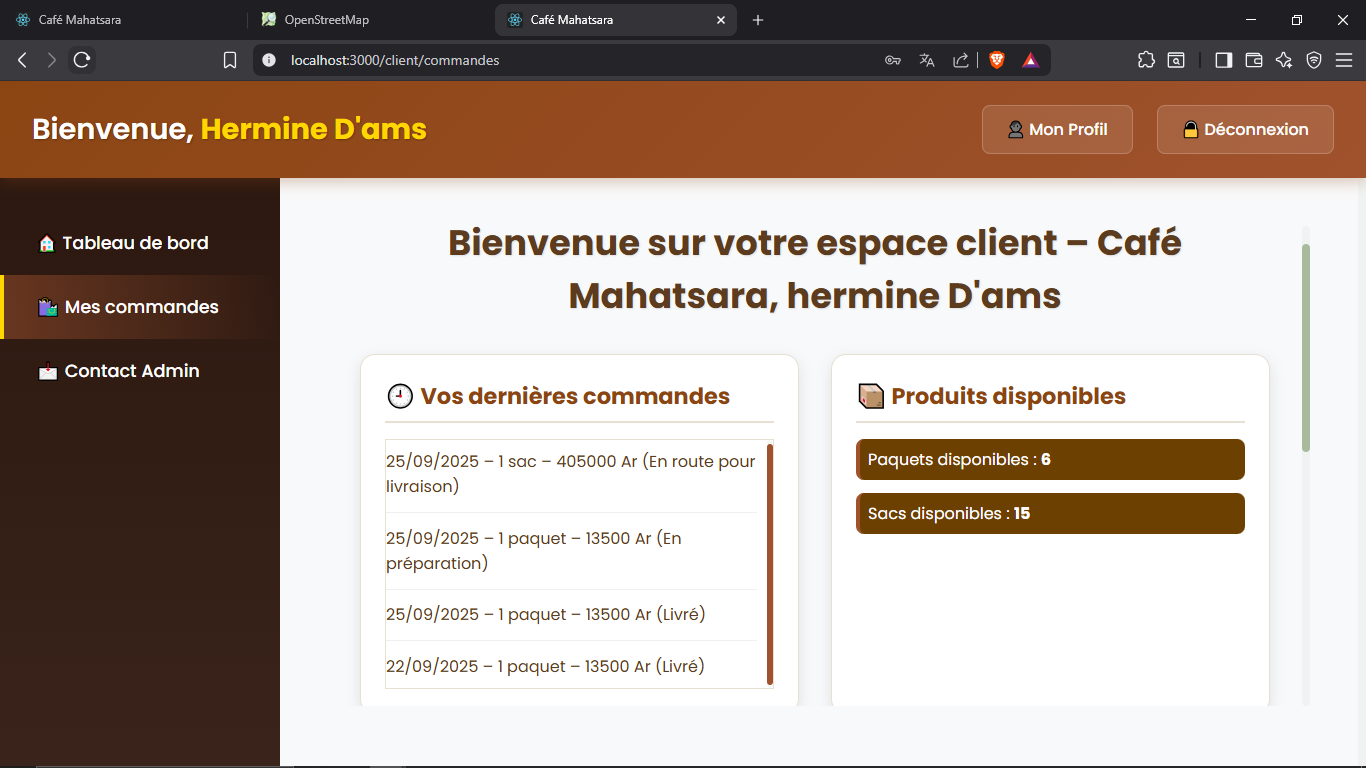 Café Mahatsara
OpenStreetMap
Café Mahatsara
localhost:3000/client/commandes
Bienvenue, Hermine D'ams
Mon Profil
Déconnexion
Tableau de bord
Mes commandes
Contact Admin
Bienvenue sur votre espace client – Café
Mahatsara, hermine D'ams
Vos dernières commandes
25/09/2025 – 1 sac – 405000 Ar (En route pour
livraison)
25/09/2025 – 1 paquet – 13500 Ar (En
préparation)
25/09/2025 – 1 paquet – 13500 Ar (Livré)
22/09/2025 – 1 paquet – 13500 Ar (Livré)
Produits disponibles
Paquets disponibles : 6
Sacs disponibles : 15